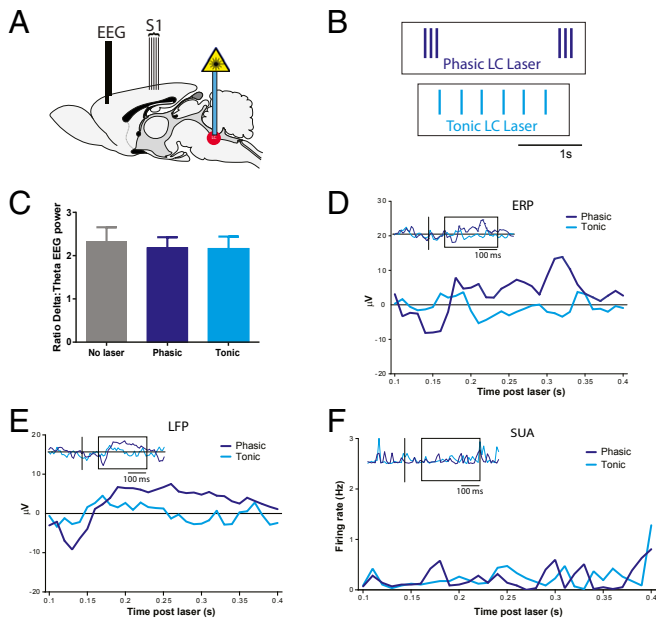 A
EEG
S1
B
Phasic LC Laser
Tonic LC Laser
1s
C
Ratio Delta:Theta EEG power
3
2
1
0
No laser
Phasic
Tonic
D
ERP
Phasic
Tonic
100 ms
µV
30
20
10
0
-10
-20
0.1
0.15
0.2
0.25
0.3
0.35
0.4
Time post laser (s)
E
LFP
Phasic
Tonic
100 ms
µV
20
10
0
-10
-20
0.1
0.15
0.2
0.25
0.3
0.35
0.4
Time post laser (s)
F
SUA
Phasic
Tonic
100 ms
Firing rate (Hz)
3
2
1
0
0.1
0.15
0.2
0.25
0.3
0.35
0.4
Time post laser (s)